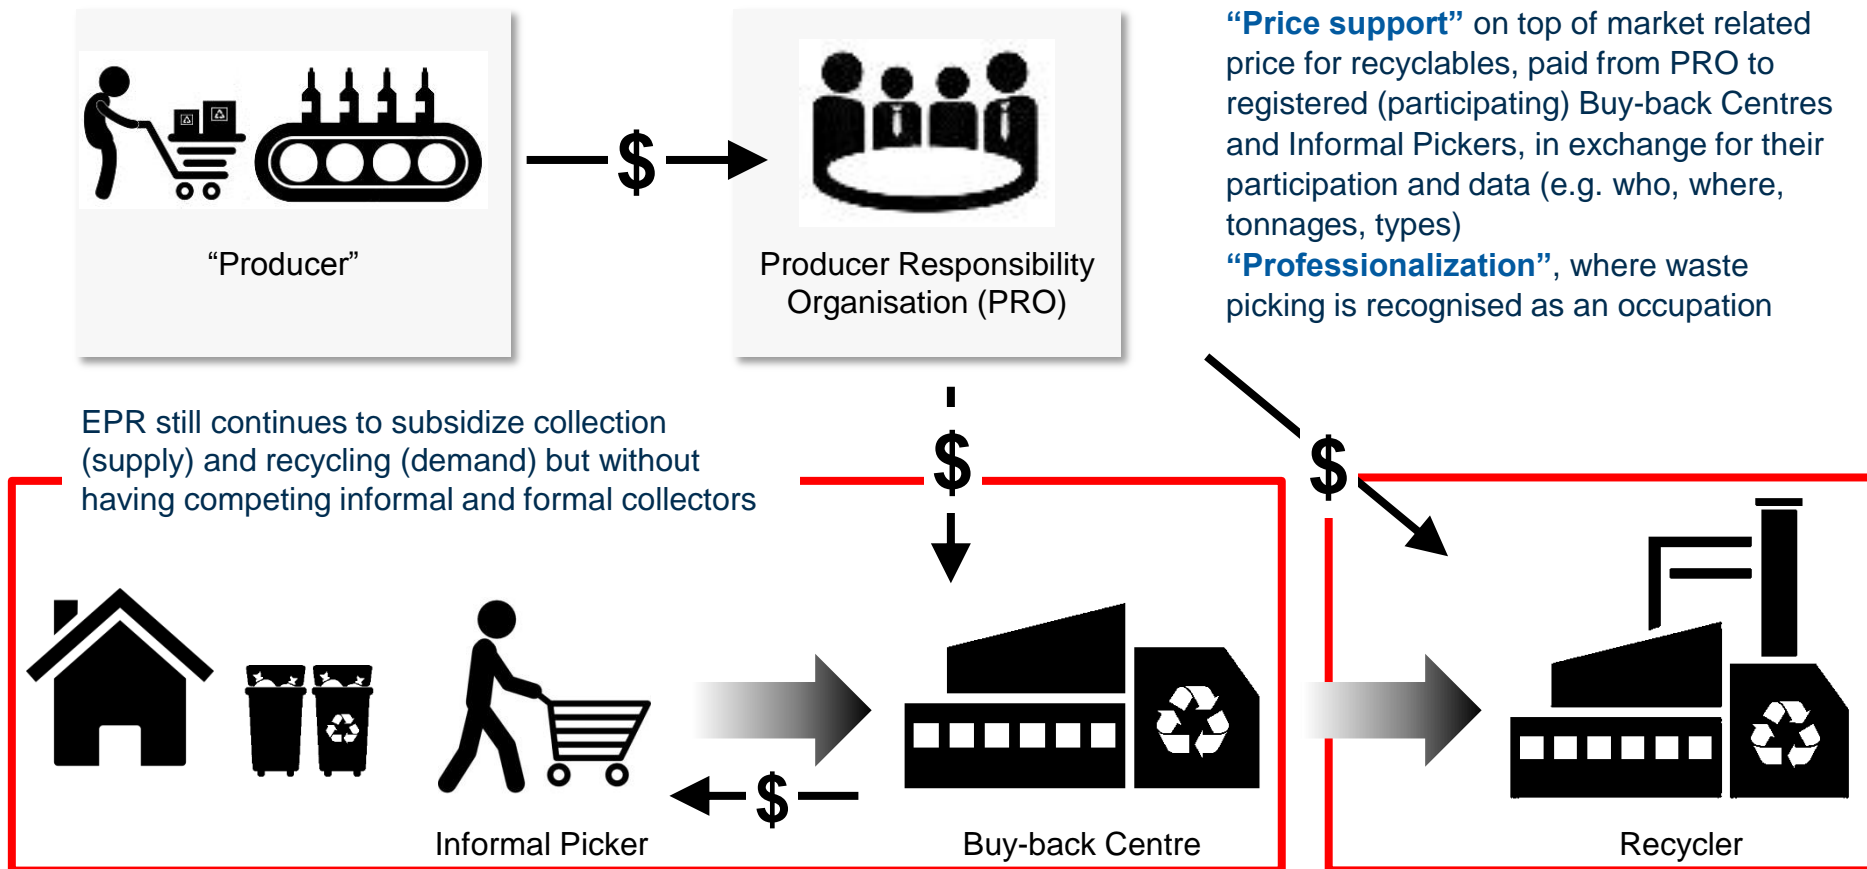 “Price support” on top of market related
price for recyclables, paid from PRO to
registered (participating) Buy-back Centres
and Informal Pickers, in exchange for their
participation and data (e.g. who, where,
tonnages, types)
“Professionalization”, where waste
picking is recognised as an occupation
$
“Producer”
Producer Responsibility
Organisation (PRO)
EPR still continues to subsidize collection
(supply) and recycling (demand) but without
having competing informal and formal collectors
$
$
$
Informal Picker
Buy-back Centre
Recycler